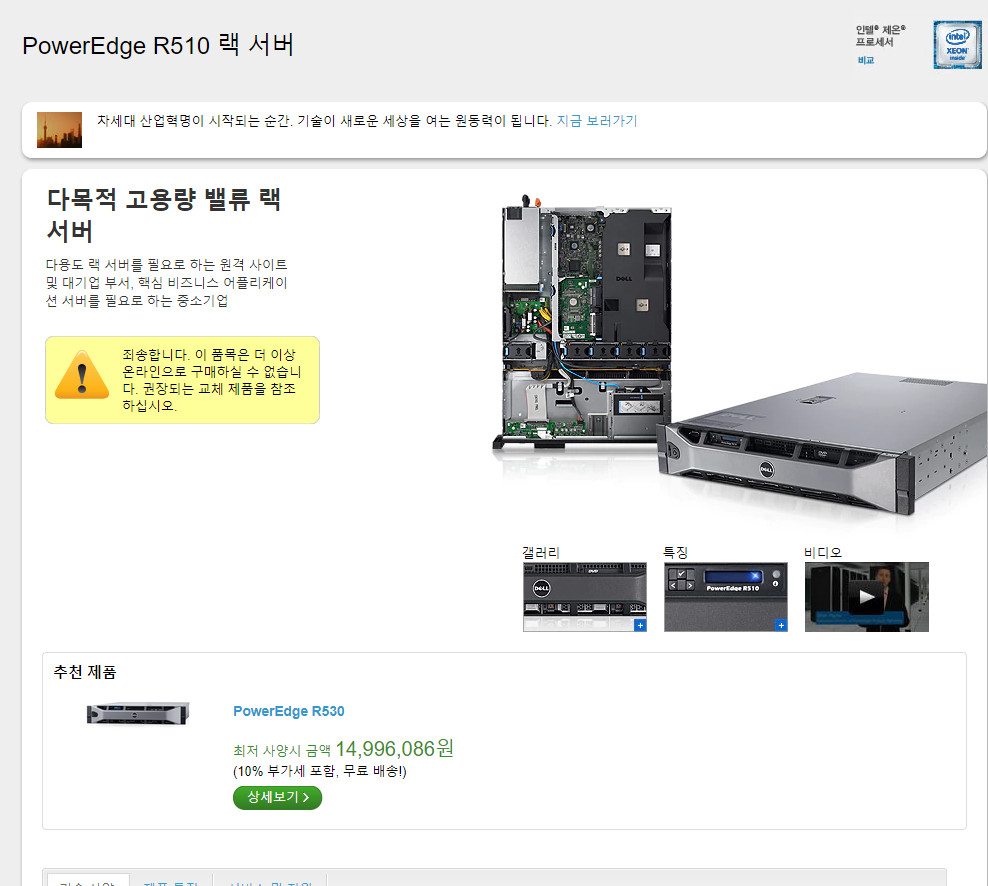 PowerEdge R510 랙 서버
인텔® 제온®
프로세서
비교
intel
XEON
inside
차세대 산업혁명이 시작되는 순간. 기술이 새로운 세상을 여는 원동력이 됩니다. 지금 보러가기
다목적 고용량 밸류 랙
서버
다용도 랙 서버를 필요로 하는 원격 사이트
및 대기업 부서, 핵심 비즈니스 어플리케이
션 서버를 필요로 하는 중소기업
죄송합니다. 이 품목은 더 이상
온라인으로 구매하실 수 없습니
다. 권장되는 교체 제품을 참조
하십시오.
DELL
DELL
갤러리
특징
비디오
DELL
PowerEdge R510
추천 제품
PowerEdge R530
최저 사양시 금액 14,996,086원
(10% 부가세 포함, 무료 배송!)
상세보기 >